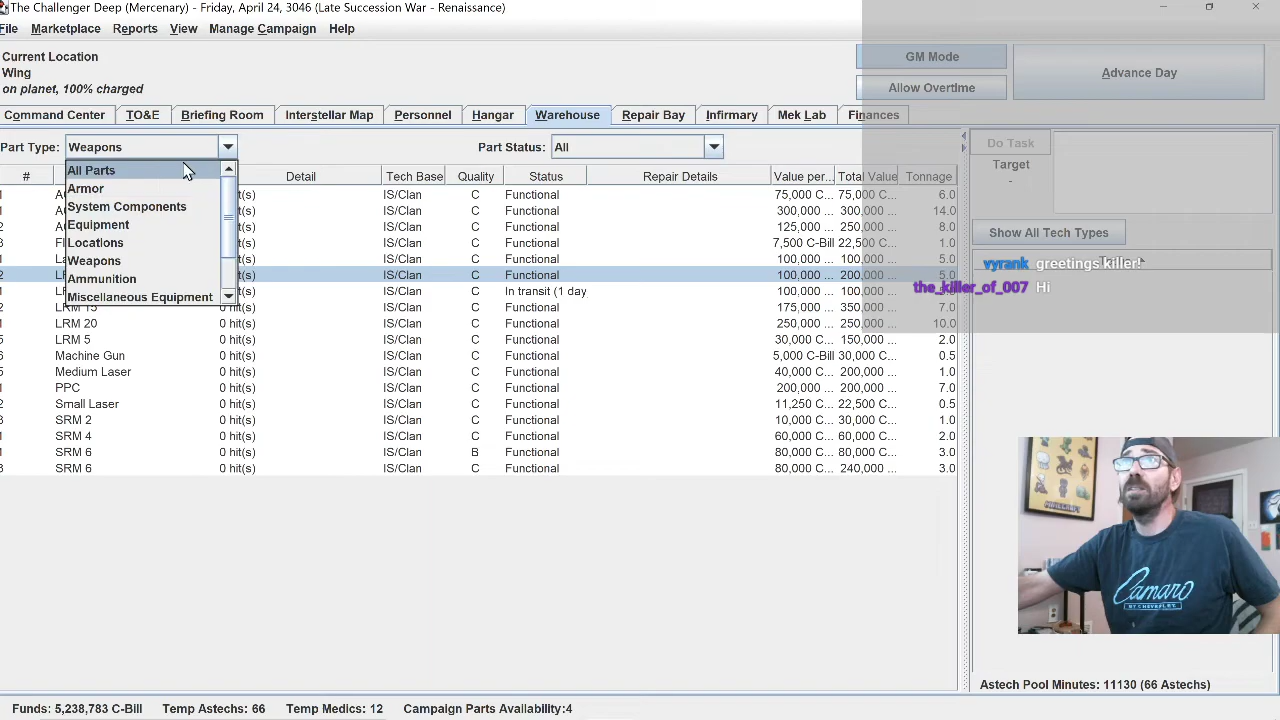 The Challenger Deep (Mercenary) - Friday, April 24, 3046 (Late Succession War - Renaissance)
File Marketplace Reports View Manage Campaign Help
Current Location
Wing
on planet, 100% charged
GM Mode
Allow Overtime
Advance Day
Command Center TO&E Briefing Room Interstellar Map Personnel Hangar Warehouse Repair Bay Infirmary Mek Lab Finances
Part Type: Weapons Part Status: All
# Detail Tech Base Quality Status Repair Details Value per... Total Value Tonnage
All Parts
Armor
System Components
Equipment
Locations
Weapons
Ammunition
Miscellaneous Equipment
hit(s) IS/Clan C Functional 75,000 ... 75,000 ... 6.0
hit(s) IS/Clan C Functional 300,000 ... 300,000 ... 14.0
hit(s) IS/Clan C Functional 125,000 ... 250,000 ... 8.0
hit(s) IS/Clan C Functional 7,500 C-Bill 22,500 ... 1.0
hit(s) IS/Clan C Functional 100,000 ... 100,000 ... 5.0
hit(s) IS/Clan C Functional 100,000 ... 200,000 ... 5.0
hit(s) IS/Clan C In transit (1 day 100,000 ... 100,000 ...
LRM 15 0 hit(s) IS/Clan C Functional 175,000 ... 350,000 ... 7.0
LRM 20 0 hit(s) IS/Clan C Functional 250,000 ... 250,000 ... 10.0
LRM 5 0 hit(s) IS/Clan C Functional 30,000 C... 150,000 ... 2.0
Machine Gun 0 hit(s) IS/Clan C Functional 5,000 C-Bill 30,000 C... 0.5
Medium Laser 0 hit(s) IS/Clan C Functional 40,000 C... 200,000 ... 1.0
PPC 0 hit(s) IS/Clan C Functional 200,000 ... 200,000 ... 7.0
Small Laser 0 hit(s) IS/Clan C Functional 11,250 C... 22,500 C... 0.5
SRM 2 0 hit(s) IS/Clan C Functional 10,000 C... 30,000 C... 1.0
SRM 4 0 hit(s) IS/Clan C Functional 60,000 C... 60,000 C... 2.0
SRM 6 0 hit(s) IS/Clan B Functional 80,000 C... 80,000 C... 3.0
SRM 6 0 hit(s) IS/Clan C Functional 80,000 C... 240,000 ... 3.0
Do Task
Target
-
Show All Tech Types
vyrank greetings killer!
the_killer_of_007 Hi
Camaro
BY CHEVROLET
Astech Pool Minutes: 11130 (66 Astechs)
Funds: 5,238,783 C-Bill Temp Astechs: 66 Temp Medics: 12 Campaign Parts Availability:4